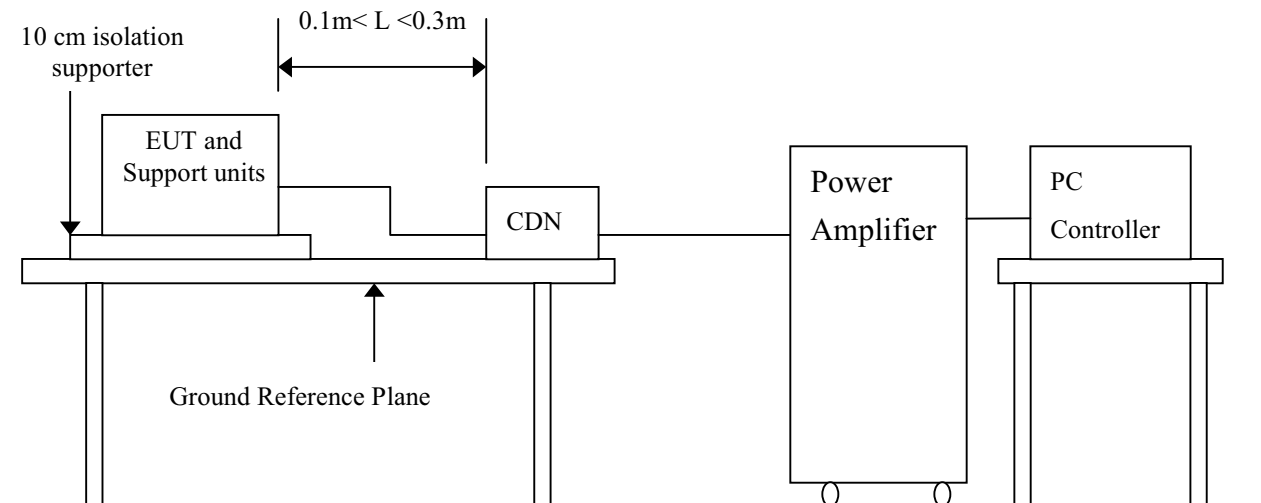 0.1m< L <0.3m
10 cm isolation
supporter
EUT and
Support units
CDN
Power
Amplifier
PC
Controller
Ground Reference Plane